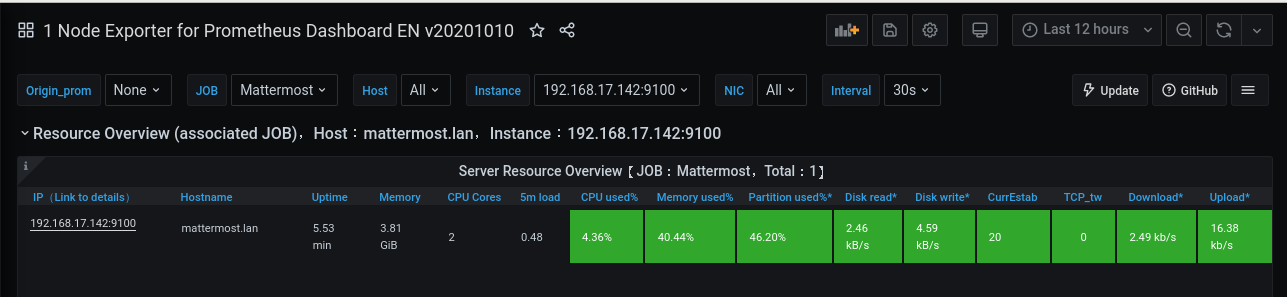 1 Node Exporter for Prometheus Dashboard EN v20201010 Last 12 hours
Origin_prom None JOB Mattermost Host All Instance 192.168.17.142:9100 NIC All Interval 30s Update GitHub
Resource Overview (associated JOB)，Host：mattermost.lan，Instance：192.168.17.142:9100
i
Server Resource Overview【JOB：Mattermost，Total：1】
IP（Link to details） Hostname Uptime Memory CPU Cores 5m load CPU used% Memory used% Partition used%* Disk read* Disk write* CurrEstab TCP_tw Download* Upload*
192.168.17.142:9100 mattermost.lan 5.53 min 3.81 GiB 2 0.48 4.36% 40.44% 46.20% 2.46 kB/s 4.59 kB/s 20 0 2.49 kb/s 16.38 kb/s